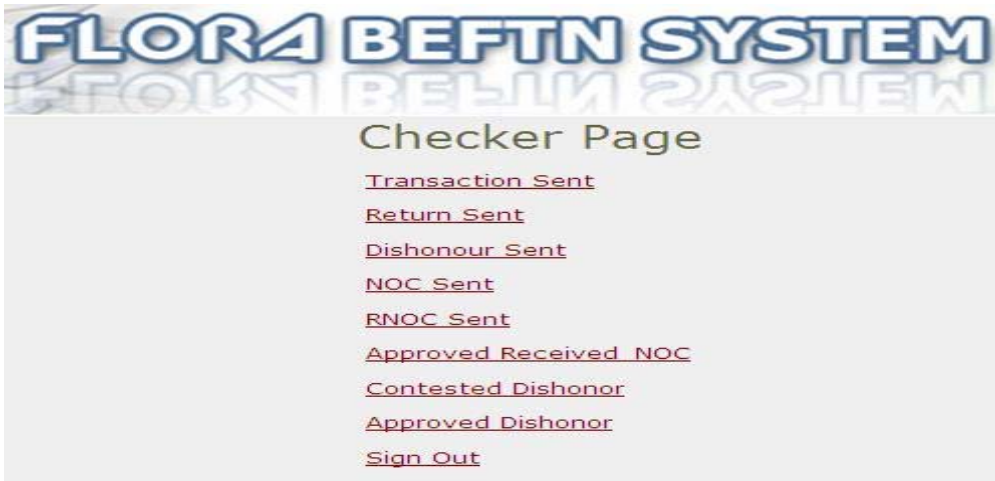 FLORA BEFTN SYSTEM
Checker Page
Transaction Sent
Return Sent
Dishonour Sent
NOC Sent
RNOC Sent
Approved Received NOC
Contested Dishonor
Approved Dishonor
Sign Out